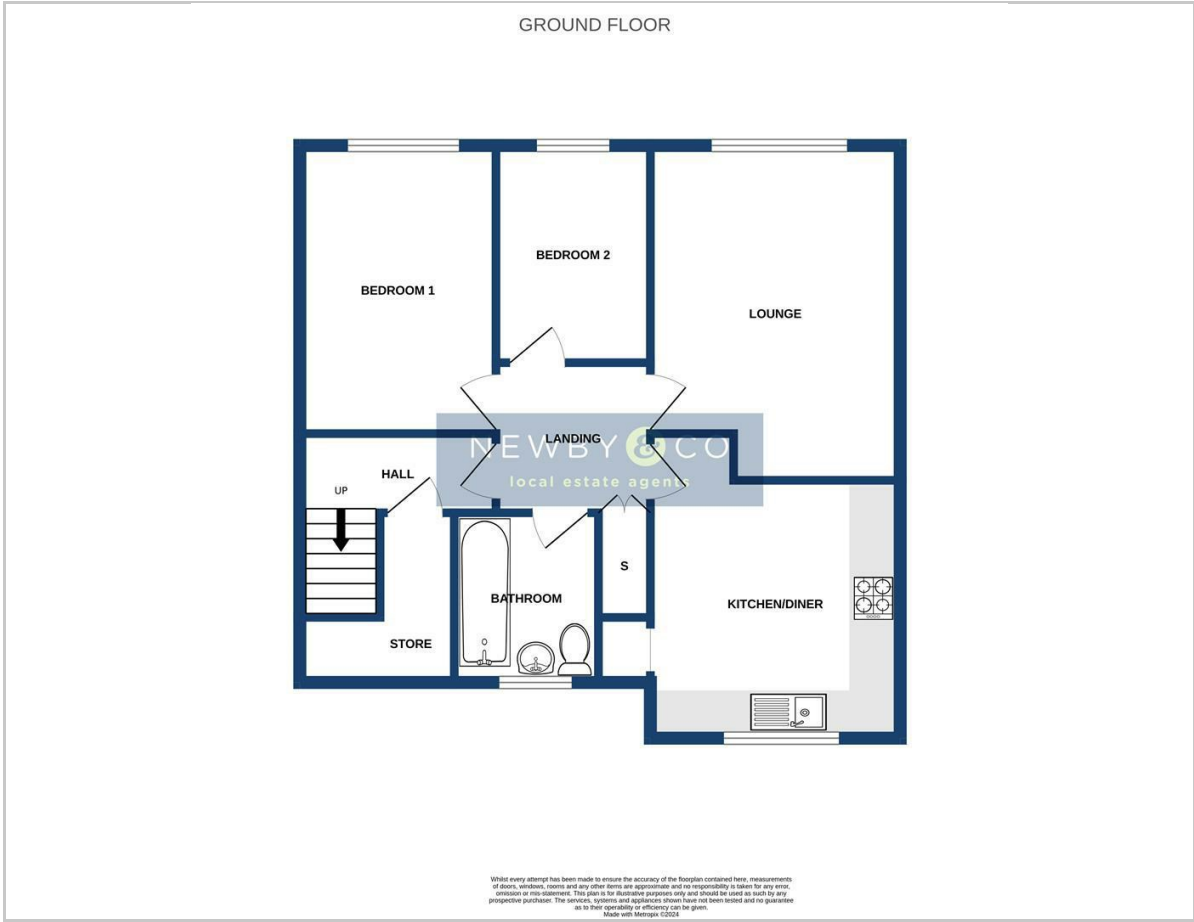 GROUND FLOOR
BEDROOM 1
BEDROOM 2
LOUNGE
LANDING
NEWBY & CO
local estate agents
HALL
UP
S
BATHROOM
KITCHEN/DINER
STORE
Whilst every attempt has been made to ensure the accuracy of the floorplan contained here, measurements
of doors, windows, rooms and any other items are approximate and no responsibility is taken for any error,
omission or mis-statement. This plan is for illustrative purposes only and should be used as such by any
prospective purchaser. The services, systems and appliances shown have not been tested and no guarantee
as to their operability or efficiency can be given.
Made with Metropix ©2024